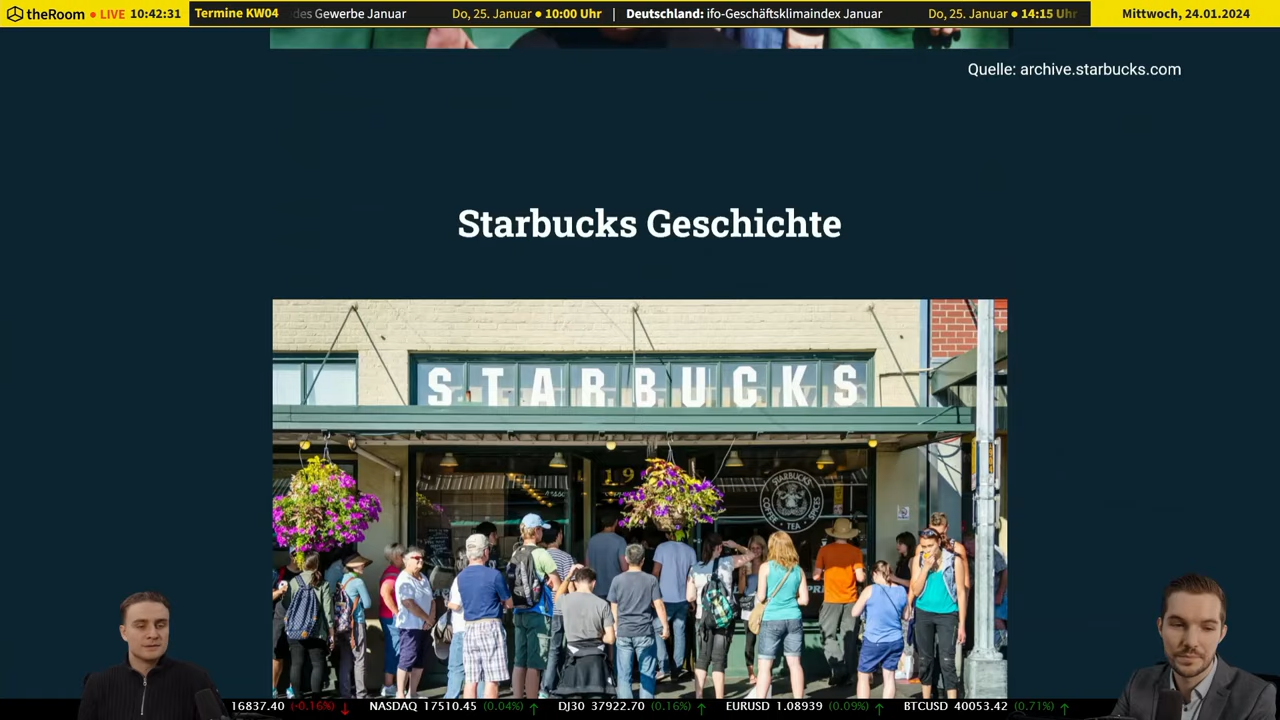 theRoom ● LIVE 10:42:31 Termine KW04 des Gewerbe Januar Do, 25. Januar ● 10:00 Uhr | Deutschland: ifo-Geschäftsklimaindex Januar Do, 25. Januar ● 14:15 Uhr Mittwoch, 24.01.2024
Quelle: archive.starbucks.com
Starbucks Geschichte
STARBUCKS
19
STARBUCKS
COFFEE • TEA • SPICES
16837.40 (-0.16%) ↓ NASDAQ 17510.45 (0.04%) ↑ DJ30 37922.70 (0.16%) ↑ EURUSD 1.08939 (0.09%) ↑ BTCUSD 40053.42 (0.71%) ↑